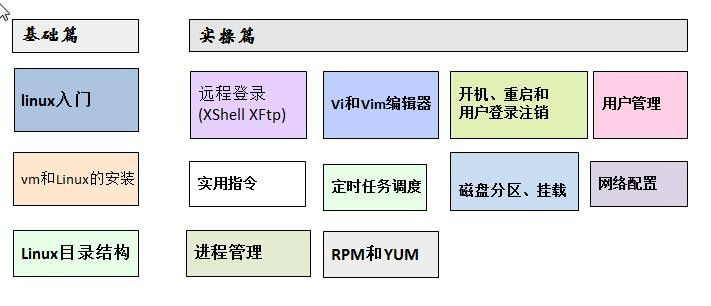 基础篇
实操篇
linux入门
远程登录
(XShell XFtp)
Vi和Vim编辑器
开机、重启和
用户登录注销
用户管理
vm和Linux的安装
实用指令
定时任务调度
磁盘分区、挂载
网络配置
Linux目录结构
进程管理
RPM和YUM